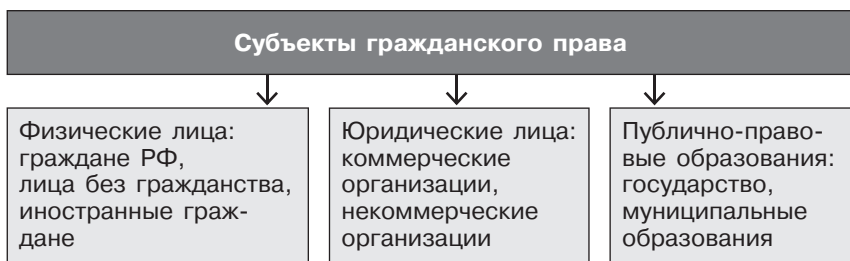 Субъекты гражданского права
Физические лица:
граждане РФ,
лица без гражданства,
иностранные граж-
дане
Юридические лица:
коммерческие
организации,
некоммерческие
организации
Публично-право-
вые образования:
государство,
муниципальные
образования